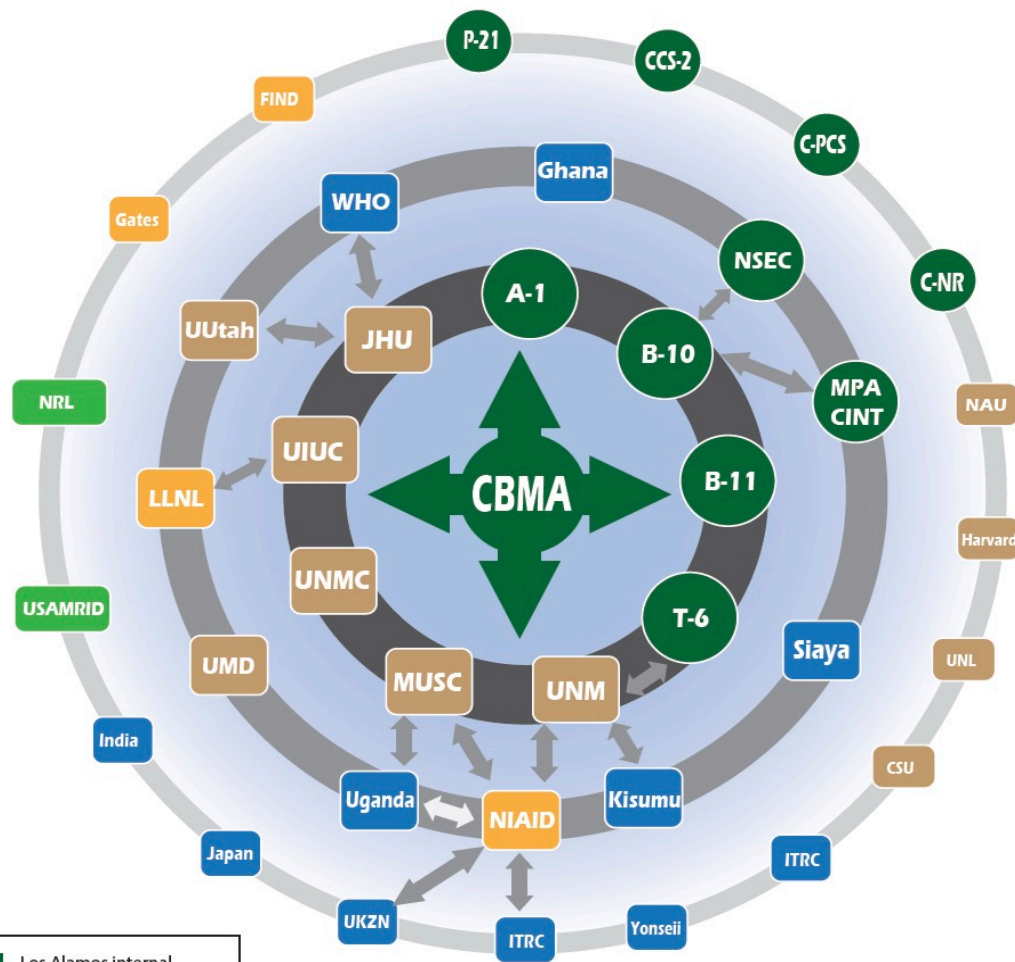 P-21
CCS-2
FIND
C-PCS
Ghana
WHO
Gates
NSEC
C-NR
A-1
UUtah
JHU
B-10
MPA
CINT
NRL
NAU
UIUC
B-11
LLNL
CBMA
Harvard
UNMC
USAMRID
T-6
Siaya
UMD
UNL
MUSC
UNM
India
CSU
Uganda
Kisumu
NIAID
Japan
ITRC
UKZN
ITRC
Yonseii
Los Alamos internal